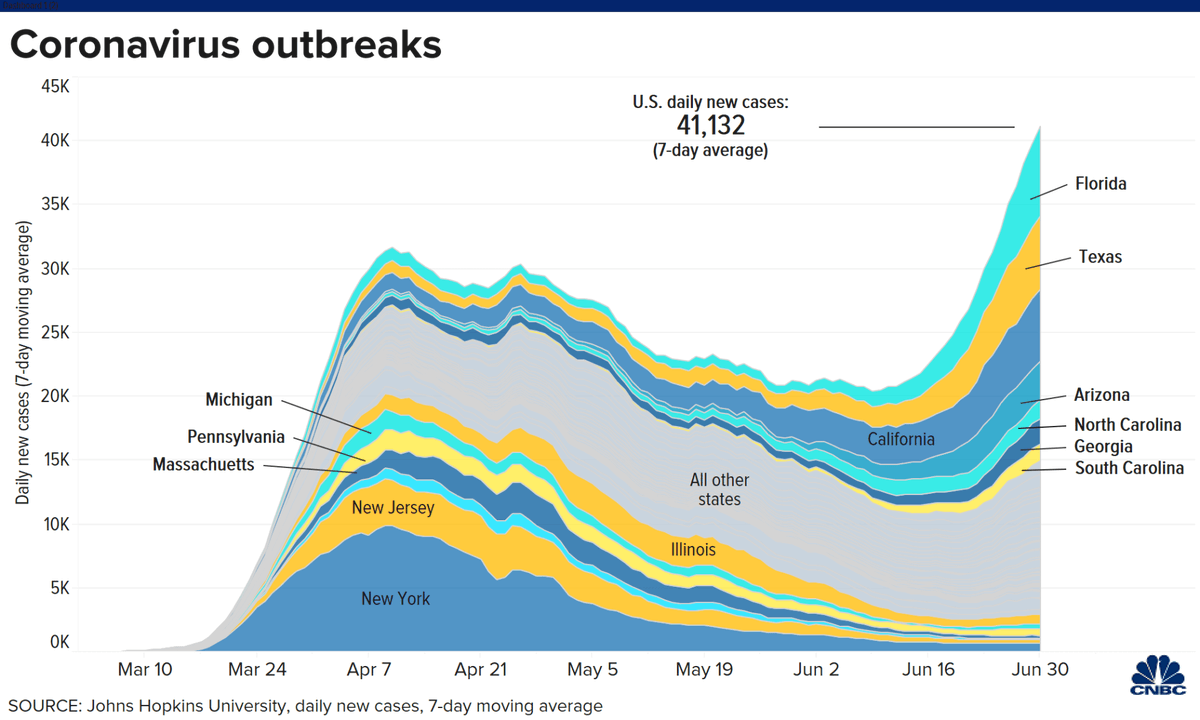 Coronavirus outbreaks
45K
40K
35K
30K
25K
20K
15K
10K
5K
0K
Daily new cases (7-day moving average)
U.S. daily new cases:
41,132
(7-day average)
Florida
Texas
Arizona
North Carolina
Georgia
South Carolina
Michigan
Pennsylvania
Massachuetts
California
All other
states
New Jersey
Illinois
New York
Mar 10
Mar 24
Apr 7
Apr 21
May 5
May 19
Jun 2
Jun 16
Jun 30
CNBC
SOURCE: Johns Hopkins University, daily new cases, 7-day moving average